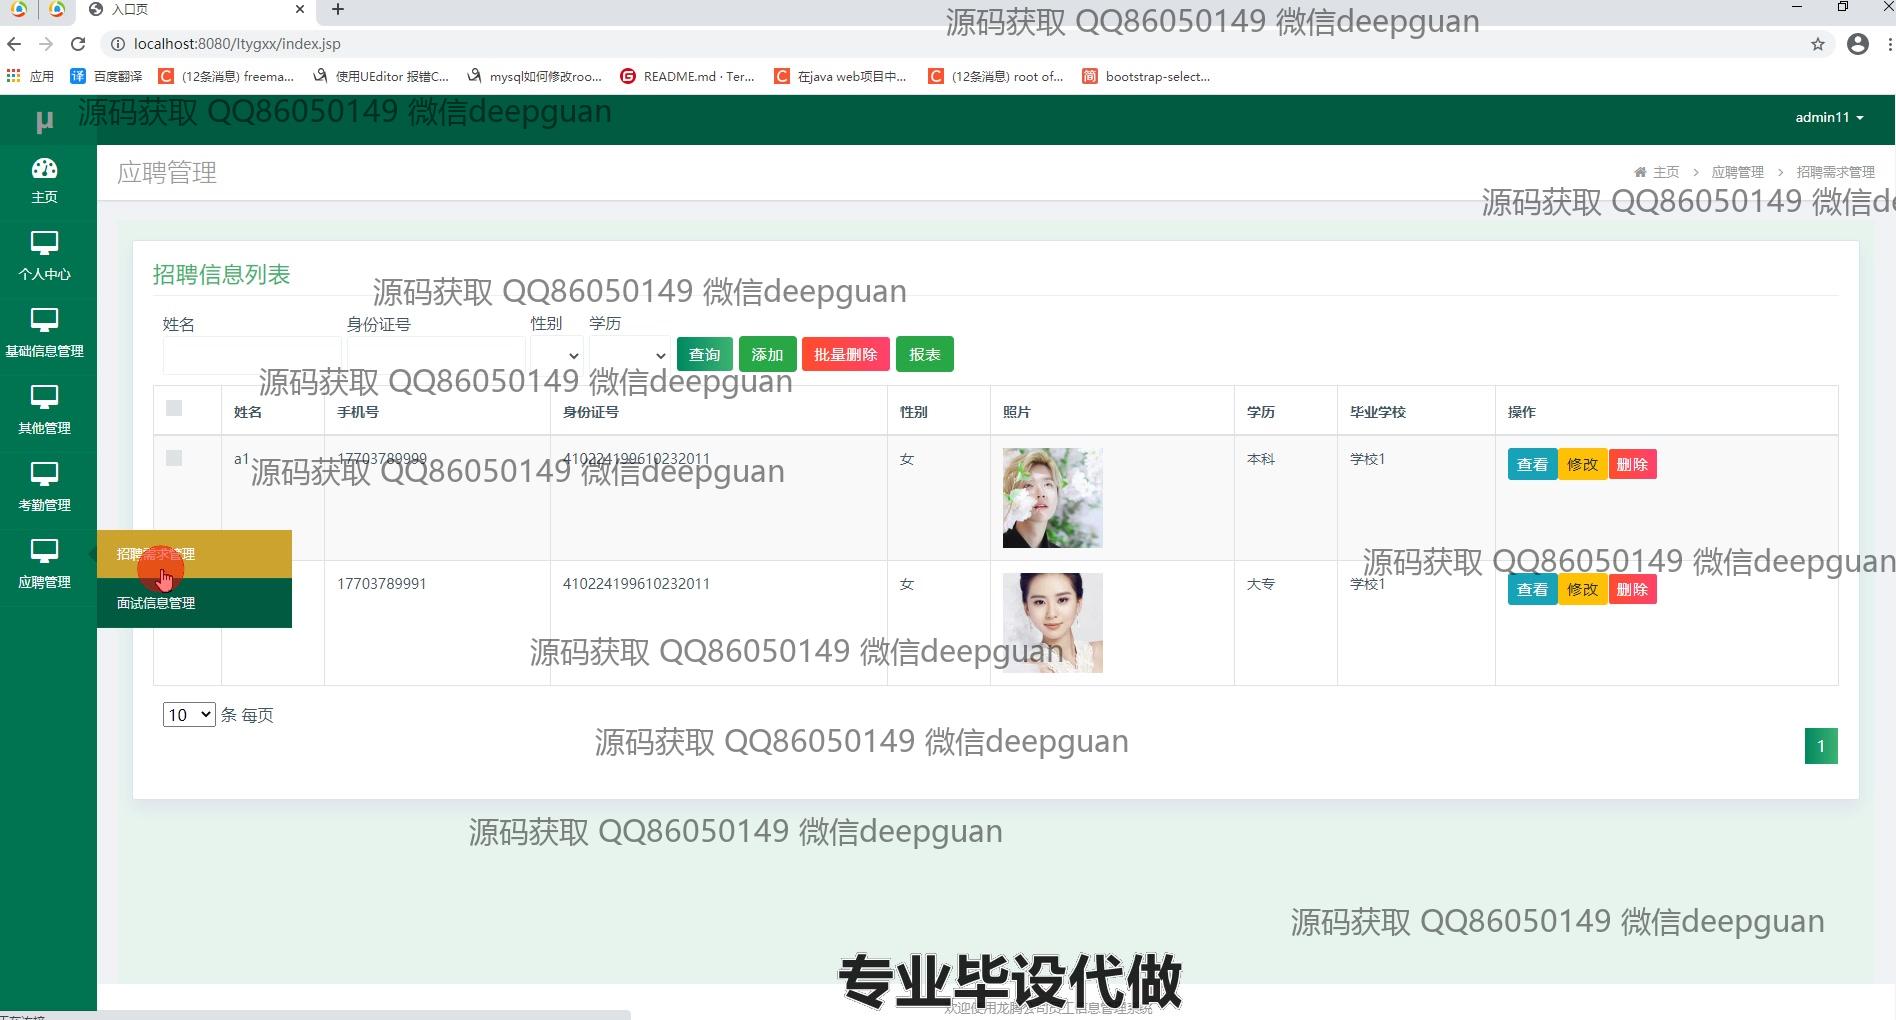 入口页
源码获取 QQ86050149 微信deepguan
localhost:8080/ltygxx/index.jsp
应用 百度翻译 (12条消息) freema... 使用UEditor 报错C... mysql如何修改roo... README.md · Ter... 在java web项目中... (12条消息) root of... bootstrap-select...
μ 源码获取 QQ86050149 微信deepguan admin11
应聘管理 主页 > 应聘管理 > 招聘需求管理
主页
源码获取 QQ86050149 微信de
个人中心
招聘信息列表
源码获取 QQ86050149 微信deepguan
姓名 身份证号 性别 学历
基础信息管理
查询 添加 批量删除 报表
源码获取 QQ86050149 微信deepguan
姓名 手机号 身份证号 性别 照片 学历 毕业学校 操作
其他管理
a1 17703789999 410224199610232011 女 本科 学校1 查看 修改 删除
源码获取 QQ86050149 微信deepguan
考勤管理
招聘需求管理
源码获取 QQ86050149 微信deepguan
应聘管理
17703789991 410224199610232011 女 大专 学校1 查看 修改 删除
面试信息管理
源码获取 QQ86050149 微信deepguan
10 条 每页
源码获取 QQ86050149 微信deepguan
1
源码获取 QQ86050149 微信deepguan
源码获取 QQ86050149 微信deepguan
专业毕设代做
欢迎使用龙腾公司员工信息管理系统